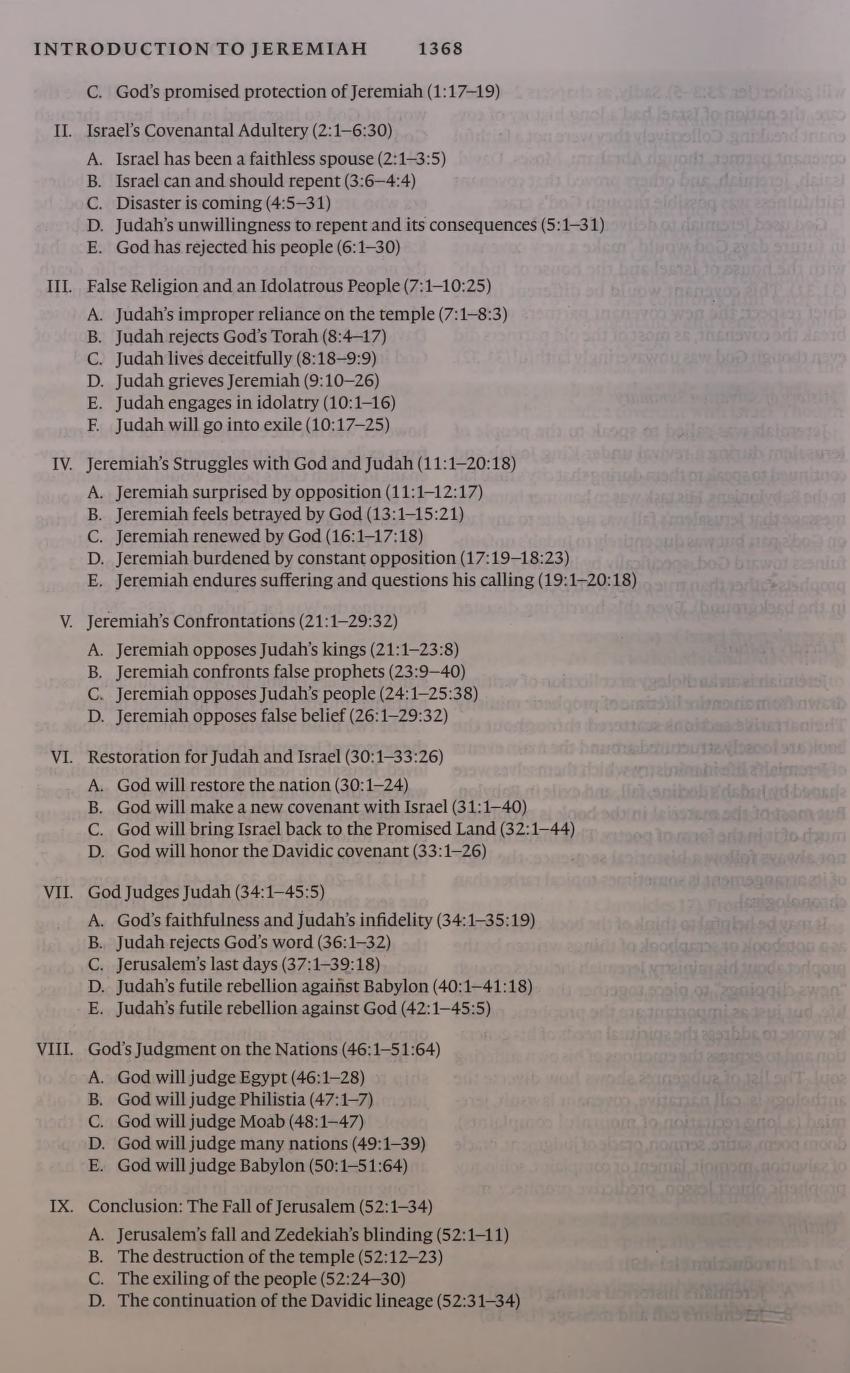 INTRODUCTION TO JEREMIAH 1368
C. God's promised protection of Jeremiah (1:17–19)
II. Israel's Covenantal Adultery (2:1–6:30)
A. Israel has been a faithless spouse (2:1–3:5)
B. Israel can and should repent (3:6–4:4)
C. Disaster is coming (4:5–31)
D. Judah's unwillingness to repent and its consequences (5:1–31)
E. God has rejected his people (6:1–30)
III. False Religion and an Idolatrous People (7:1–10:25)
A. Judah's improper reliance on the temple (7:1–8:3)
B. Judah rejects God's Torah (8:4–17)
C. Judah lives deceitfully (8:18–9:9)
D. Judah grieves Jeremiah (9:10–26)
E. Judah engages in idolatry (10:1–16)
F. Judah will go into exile (10:17–25)
IV. Jeremiah's Struggles with God and Judah (11:1–20:18)
A. Jeremiah surprised by opposition (11:1–12:17)
B. Jeremiah feels betrayed by God (13:1–15:21)
C. Jeremiah renewed by God (16:1–17:18)
D. Jeremiah burdened by constant opposition (17:19–18:23)
E. Jeremiah endures suffering and questions his calling (19:1–20:18)
V. Jeremiah's Confrontations (21:1–29:32)
A. Jeremiah opposes Judah's kings (21:1–23:8)
B. Jeremiah confronts false prophets (23:9–40)
C. Jeremiah opposes Judah's people (24:1–25:38)
D. Jeremiah opposes false belief (26:1–29:32)
VI. Restoration for Judah and Israel (30:1–33:26)
A. God will restore the nation (30:1–24)
B. God will make a new covenant with Israel (31:1–40)
C. God will bring Israel back to the Promised Land (32:1–44)
D. God will honor the Davidic covenant (33:1–26)
VII. God Judges Judah (34:1–45:5)
A. God's faithfulness and Judah's infidelity (34:1–35:19)
B. Judah rejects God's word (36:1–32)
C. Jerusalem's last days (37:1–39:18)
D. Judah's futile rebellion against Babylon (40:1–41:18)
E. Judah's futile rebellion against God (42:1–45:5)
VIII. God's Judgment on the Nations (46:1–51:64)
A. God will judge Egypt (46:1–28)
B. God will judge Philistia (47:1–7)
C. God will judge Moab (48:1–47)
D. God will judge many nations (49:1–39)
E. God will judge Babylon (50:1–51:64)
IX. Conclusion: The Fall of Jerusalem (52:1–34)
A. Jerusalem's fall and Zedekiah's blinding (52:1–11)
B. The destruction of the temple (52:12–23)
C. The exiling of the people (52:24–30)
D. The continuation of the Davidic lineage (52:31–34)